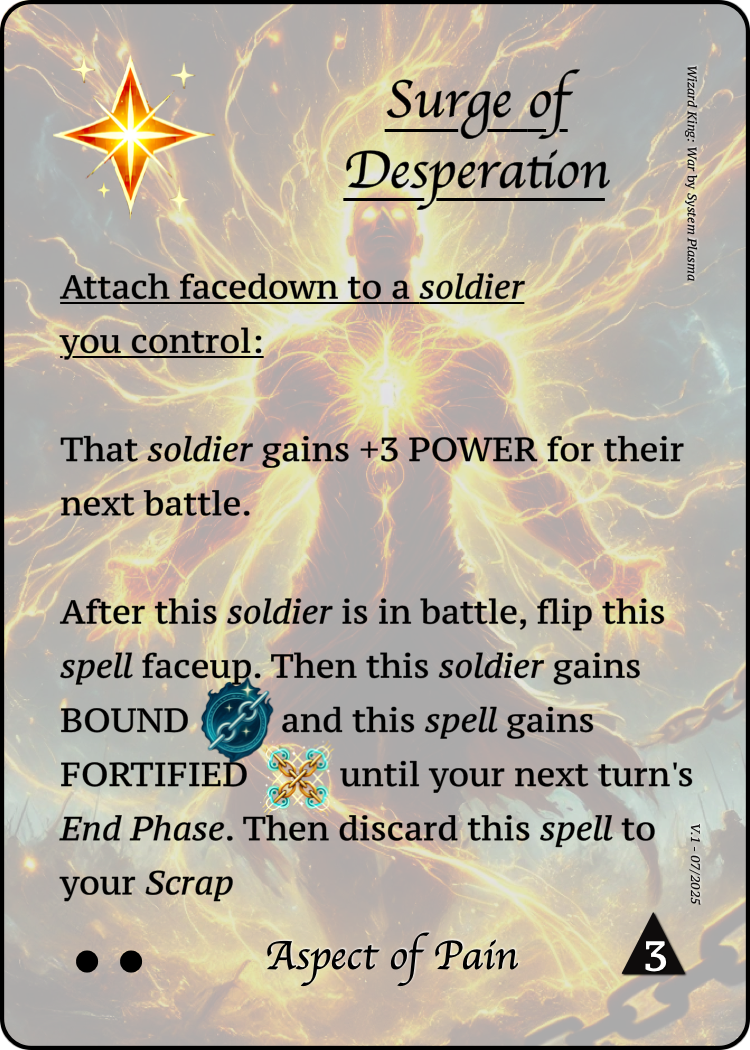 Surge of
Desperation
Wizard King: War by System Plasma
Attach facedown to a soldier
you control:
That soldier gains +3 POWER for their
next battle.
After this soldier is in battle, flip this
spell faceup. Then this soldier gains
BOUND and this spell gains
FORTIFIED until your next turn's
End Phase. Then discard this spell to
your Scrap
V.1 - 07/2025
Aspect of Pain
3